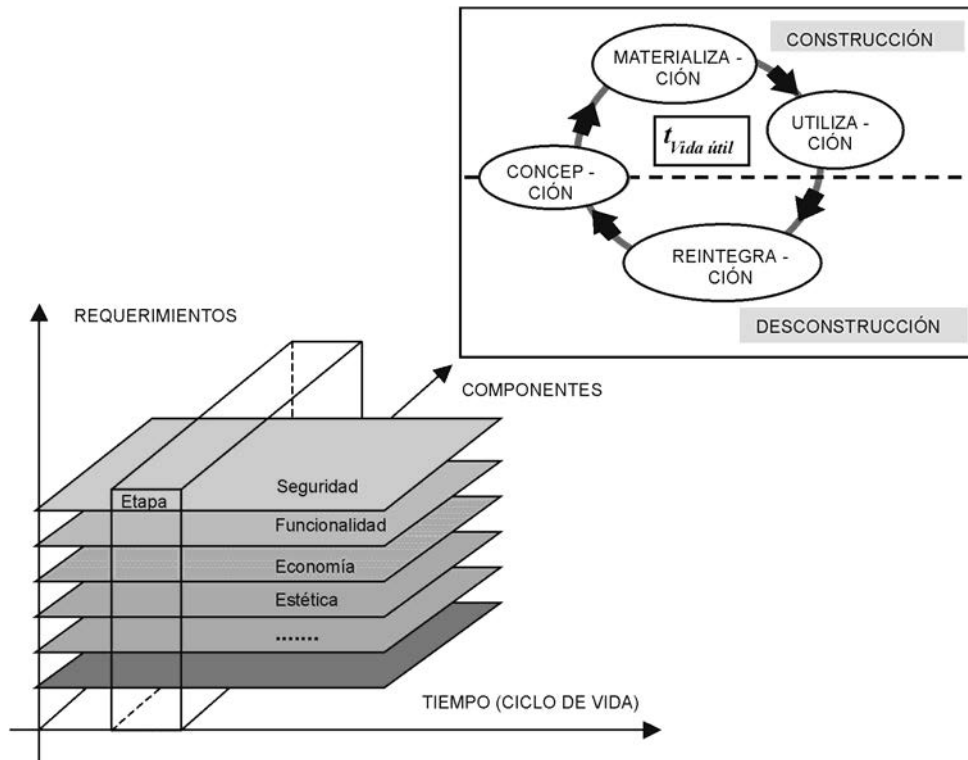 CONSTRUCCIÓN
MATERIALIZA -
CIÓN
UTILIZA -
CIÓN
t Vida útil
CONCEP -
CIÓN
REINTEGRA -
CIÓN
DESCONSTRUCCIÓN
REQUERIMIENTOS
COMPONENTES
Etapa
Seguridad
Funcionalidad
Economía
Estética
.......
TIEMPO (CICLO DE VIDA)